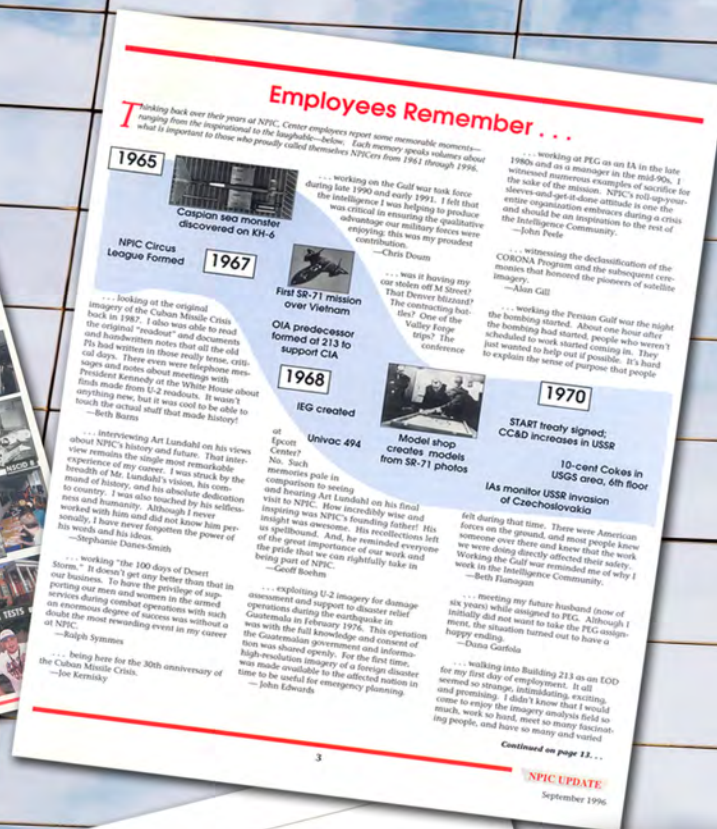 Employees Remember . . .
Thinking back over their years at NPIC, Center employees report some memorable moments—
ranging from the inspirational to the laughable—below. Each memory speaks volumes about
what is important to those who proudly called themselves NPICers from 1961 through 1996.
1965
Caspian sea monster
discovered on KH-6
NPIC Circus
League Formed
1967
First SR-71 mission
over Vietnam
OIA predecessor
formed at 213 to
support CIA
1968
IEG created
Univac 494
Model shop
creates models
from SR-71 photos
1970
START treaty signed;
CC&D increases in USSR
10-cent Cokes in
USGS area, 6th floor
IAs monitor USSR invasion
of Czechoslovakia
. . . looking at the original
imagery of the Cuban Missile Crisis
back in 1987. I also was able to read
the original "readout" and documents
and handwritten notes that all the old
PIs had written in those really tense, criti-
cal days. There even were telephone mes-
sages and notes about meetings with
President Kennedy at the White House about
finds made from U-2 readouts. It wasn't
anything new, but it was cool to be able to
touch the actual stuff that made history!
—Beth Barns
. . . interviewing Art Lundahl on his views
about NPIC's history and future. That inter-
view remains the single most remarkable
experience of my career. I was struck by the
breadth of Mr. Lundahl's vision, his com-
mand of history, and his absolute dedication
to country. I was also touched by his selfless-
ness and humanity. Although I never
worked with him and did not know him per-
sonally, I have never forgotten the power of
his words and his ideas.
—Stephanie Danes-Smith
. . . working "the 100 days of Desert
Storm." It doesn't get any better than that in
our business. To have the privilege of sup-
porting our men and women in the armed
services during combat operations with such
an enormous degree of success was without a
doubt the most rewarding event in my career
at NPIC.
—Ralph Symmes
. . . being here for the 30th anniversary of
the Cuban Missile Crisis.
—Joe Kernisky
. . . working on the Gulf war task force
during late 1990 and early 1991. I felt that
the intelligence I was helping to produce
was critical in ensuring the qualitative
advantage our military forces were
enjoying; this was my proudest
contribution.
—Chris Doum
. . . was it having my
car stolen off M Street?
That Denver blizzard?
The contracting bat-
tles? One of the
Valley Forge
trips? The
conference
at
Epcott
Center?
No. Such
memories pale in
comparison to seeing
and hearing Art Lundahl on his final
visit to NPIC. How incredibly wise and
inspiring was NPIC's founding father! His
insight was awesome. His recollections left
us spellbound. And, he reminded everyone
of the great importance of our work and
the pride that we can rightfully take in
being part of NPIC.
—Geoff Boehm
. . . exploiting U-2 imagery for damage
assessment and support to disaster relief
operations during the earthquake in
Guatemala in February 1976. This operation
was with the full knowledge and consent of
the Guatemalan government and informa-
tion was shared openly. For the first time,
high-resolution imagery of a foreign disaster
was made available to the affected nation in
time to be useful for emergency planning.
— John Edwards
. . . working at PEG as an IA in the late
1980s and as a manager in the mid-90s, I
witnessed numerous examples of sacrifice for
the sake of the mission. NPIC's roll-up-your-
sleeves-and-get-it-done attitude is one the
entire organization embraces during a crisis
and should be an inspiration to the rest of
the Intelligence Community.
—John Peele
. . . witnessing the declassification of the
CORONA Program and the subsequent cere-
monies that honored the pioneers of satellite
imagery.
—Alan Gill
. . . working the Persian Gulf war the night
the bombing started. About one hour after
the bombing had started, people who weren't
scheduled to work started coming in. They
just wanted to help out if possible. It's hard
to explain the sense of purpose that people
felt during that time. There were American
forces on the ground, and most people knew
someone over there and knew that the work
we were doing directly affected their safety.
Working the Gulf war reminded me of why I
work in the Intelligence Community.
—Beth Flanagan
. . . meeting my future husband (now of
six years) while assigned to PEG. Although I
initially did not want to take the PEG assign-
ment, the situation turned out to have a
happy ending.
—Dana Garfola
. . . walking into Building 213 as an EOD
for my first day of employment. It all
seemed so strange, intimidating, exciting,
and promising. I didn't know that I would
come to enjoy the imagery analysis field so
much, work so hard, meet so many fascinat-
ing people, and have so many and varied
Continued on page 13. . .
3
NPIC UPDATE
September 1996
NSCID 8
TESTS